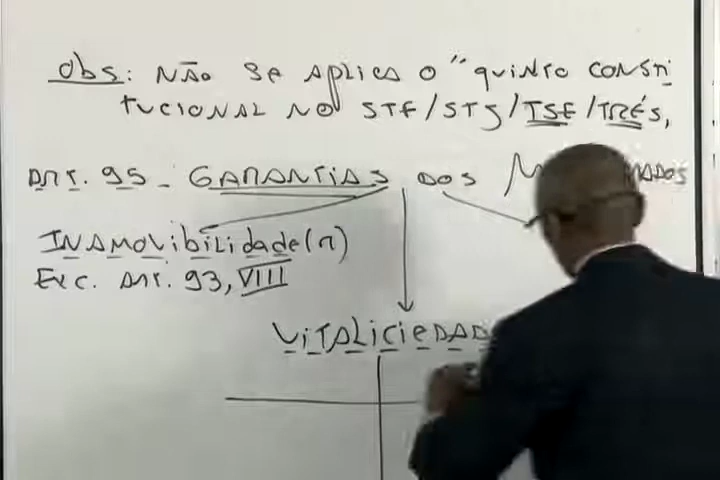 Obs: NÃO SE APLICA O "QUINTO CONSTI
TUCIONAL NO STF/STJ/TSE/TRÉS,
ART. 95 - GARANTIAS DOS
INAMOVIBILIDADE(n)
EXC. ART. 93, VIII
VITALICIEDAD